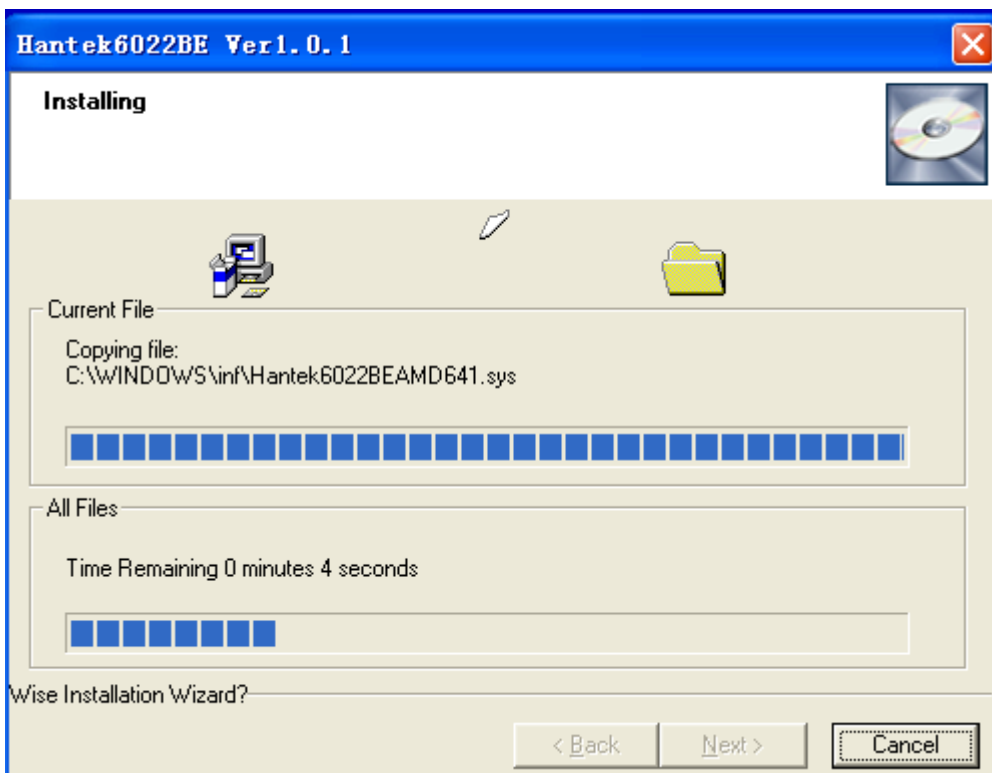 Hantek6022BE Ver1.0.1
Installing
Current File
Copying file:
C:\WINDOWS\inf\Hantek6022BEAMD641.sys
All Files
Time Remaining 0 minutes 4 seconds
Wise Installation Wizard?
< Back Next > Cancel